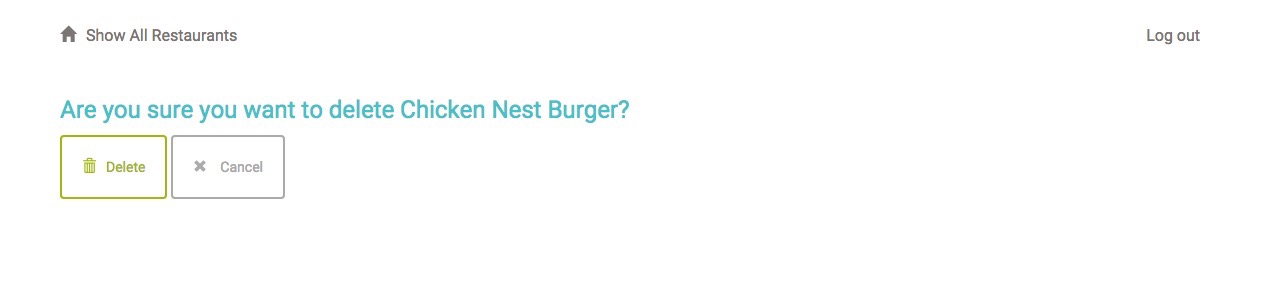 Show All Restaurants
Log out
Are you sure you want to delete Chicken Nest Burger?
Delete
Cancel